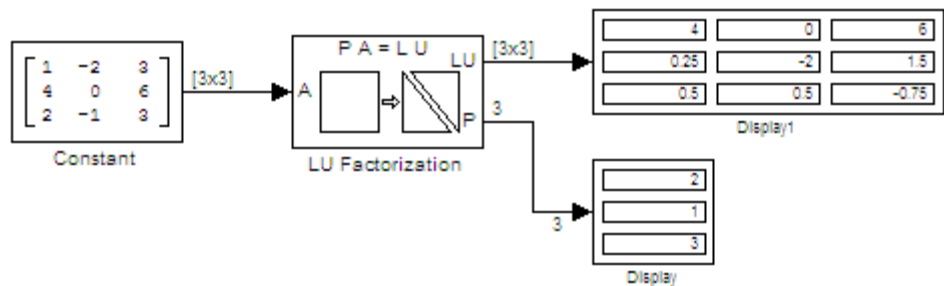 1 -2 3
4 0 6
2 -1 3
Constant
[3x3]
P A = L U
A
LU
P
LU Factorization
[3x3]
3
3
4 0 6
0.25 -2 1.5
0.5 0.5 -0.75
Display1
2
1
3
Display